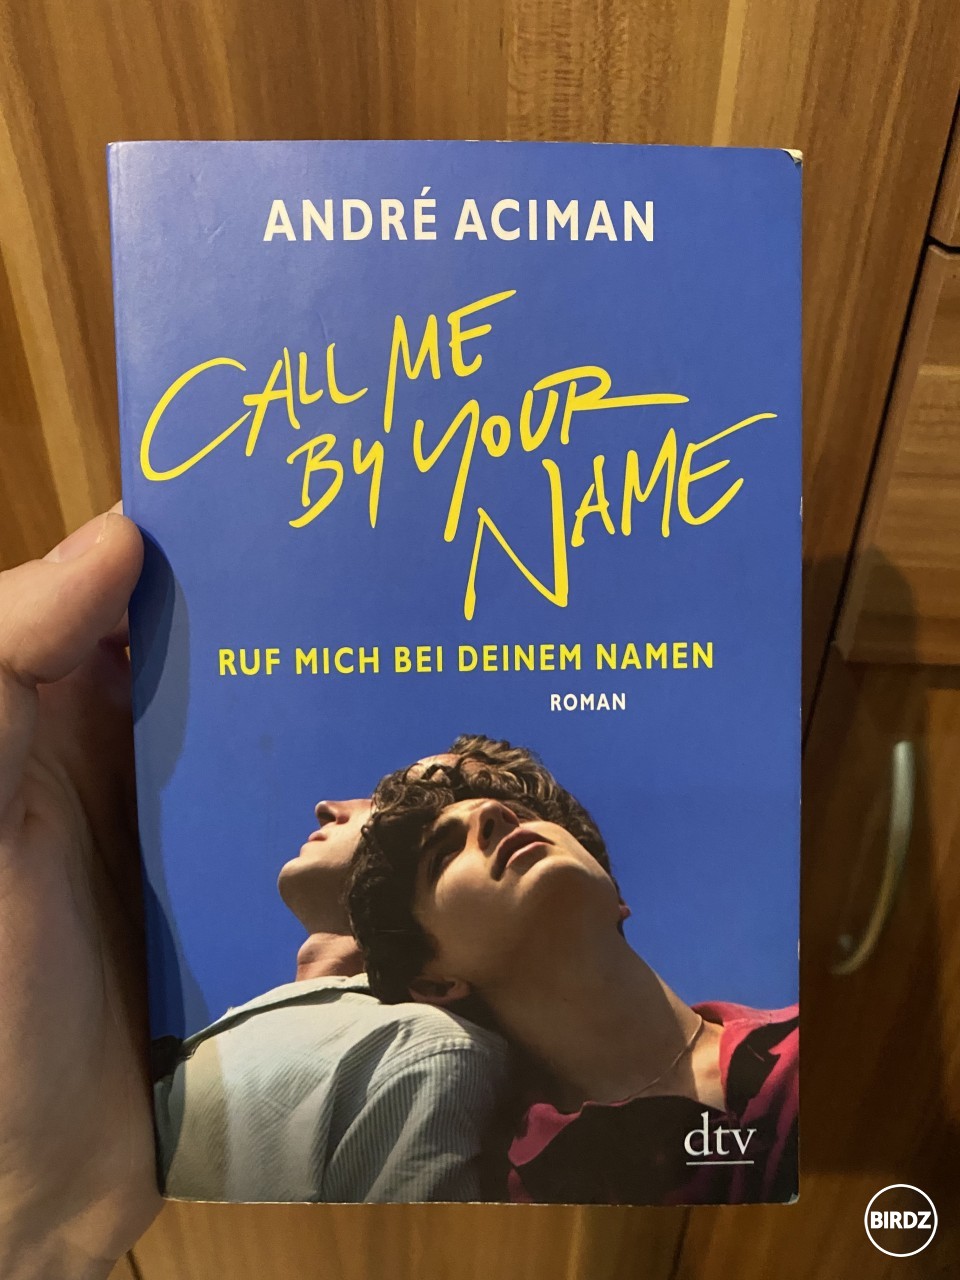 ANDRÉ ACIMAN
CALL ME
BY YOUR
NAME
RUF MICH BEI DEINEM NAMEN
ROMAN
dtv
BIRDZ